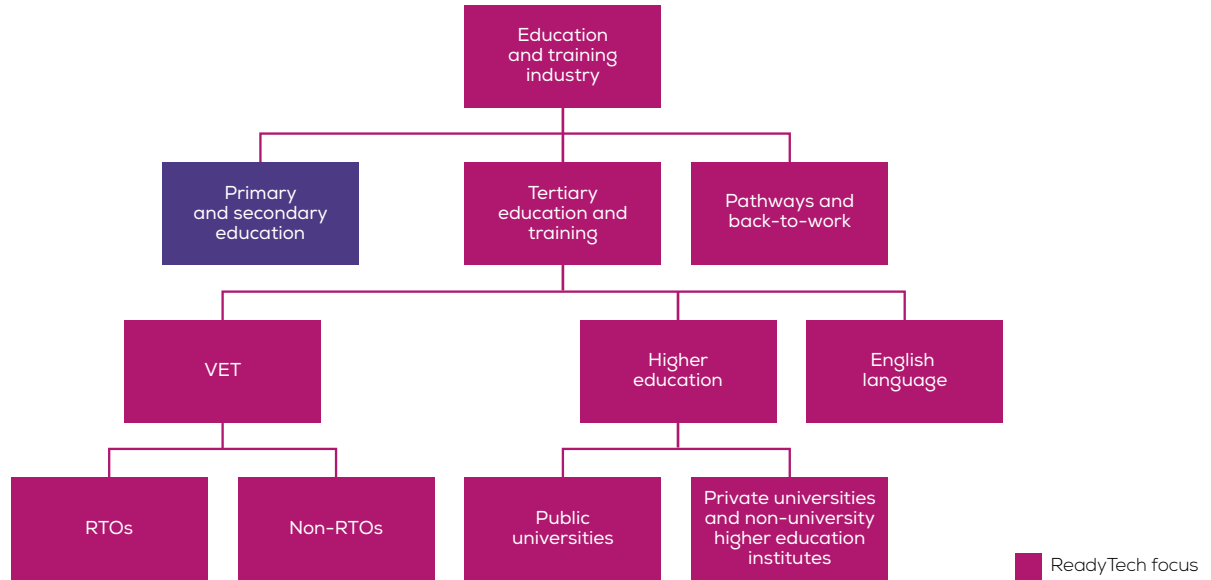 Education
and training
industry
Primary
and secondary
education
Tertiary
education and
training
Pathways and
back-to-work
VET
Higher
education
English
language
RTOs
Non-RTOs
Public
universities
Private universities
and non-university
higher education
institutes
ReadyTech focus